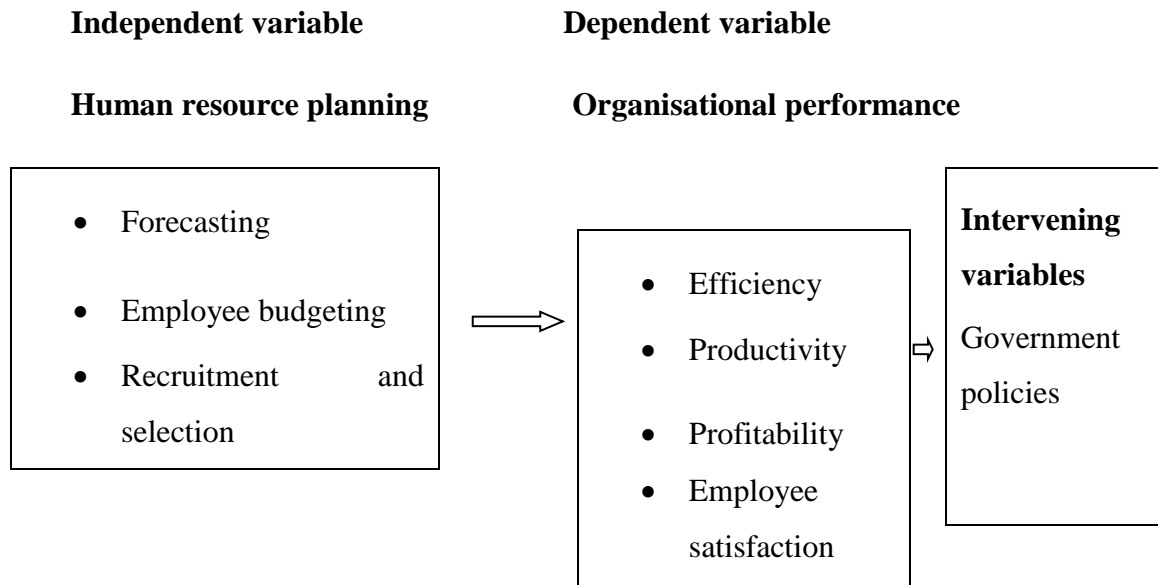 Independent variable
Dependent variable
Human resource planning
Organisational performance
• Forecasting
• Employee budgeting
• Recruitment and
selection
• Efficiency
• Productivity
• Profitability
• Employee
satisfaction
Intervening
variables
Government
policies